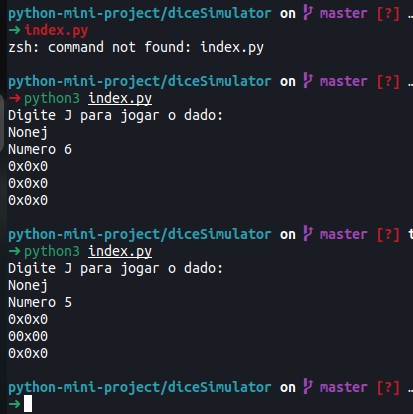 python-mini-project/diceSimulator on master [?] …
➜ index.py
zsh: command not found: index.py
python-mini-project/diceSimulator on master [?] …
➜ python3 index.py
Digite J para jogar o dado:
Nonej
Numero 6
0x0x0
0x0x0
0x0x0
python-mini-project/diceSimulator on master [?] t
➜ python3 index.py
Digite J para jogar o dado:
Nonej
Numero 5
0x0x0
00x00
0x0x0
python-mini-project/diceSimulator on master [?] …
➜